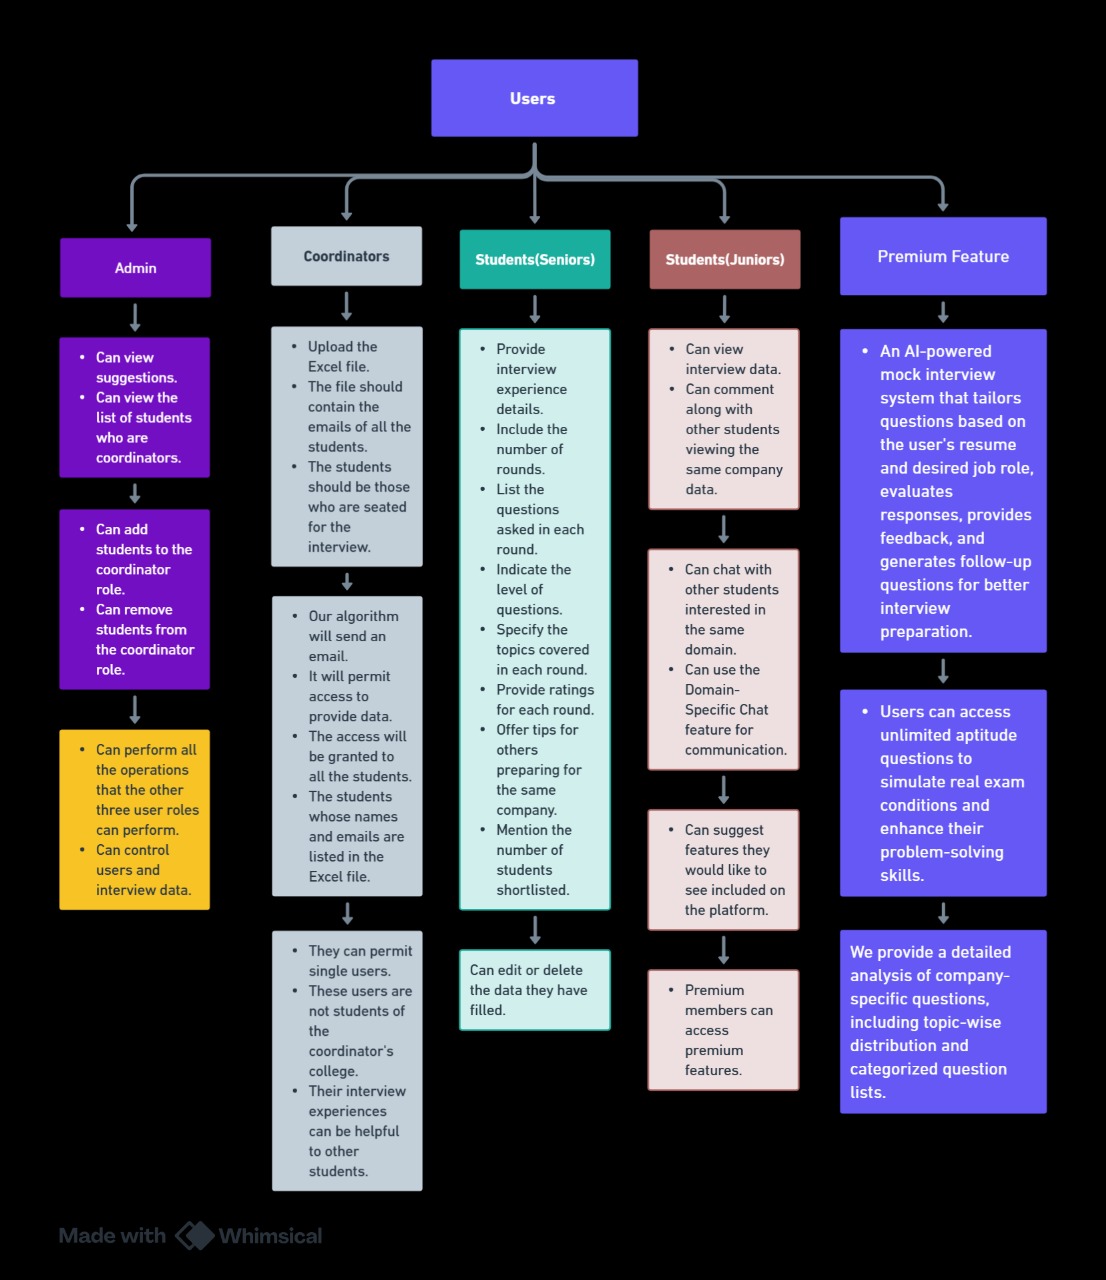 Users
Admin
• Can view
suggestions.
• Can view the
list of students
who are
coordinators.
• Can add
students to the
coordinator
role.
• Can remove
students from
the coordinator
role.
• Can perform all
the operations
that the other
three user roles
can perform.
• Can control
users and
interview data.
Coordinators
• Upload the
Excel file.
• The file should
contain the
emails of all the
students.
• The students
should be those
who are seated
for the
interview.
• Our algorithm
will send an
email.
• It will permit
access to
provide data.
• The access will
be granted to
all the students.
• The students
whose names
and emails are
listed in the
Excel file.
• They can permit
single users.
• These users are
not students of
the
coordinator's
college.
• Their interview
experiences
can be helpful
to other
students.
Students(Seniors)
• Provide
interview
experience
details.
• Include the
number of
rounds.
• List the
questions
asked in each
round.
• Indicate the
level of
questions.
• Specify the
topics covered
in each round.
• Provide ratings
for each round.
• Offer tips for
others
preparing for
the same
company.
• Mention the
number of
students
shortlisted.
Can edit or delete
the data they have
filled.
Students(Juniors)
• Can view
interview data.
• Can comment
along with
other students
viewing the
same company
data.
• Can chat with
other students
interested in
the same
domain.
• Can use the
Domain-
Specific Chat
feature for
communication.
• Can suggest
features they
would like to
see included on
the platform.
• Premium
members can
access
premium
features.
Premium Feature
• An AI-powered
mock interview
system that tailors
questions based on
the user's resume
and desired job role,
evaluates
responses, provides
feedback, and
generates follow-up
questions for better
interview
preparation.
• Users can access
unlimited aptitude
questions to
simulate real exam
conditions and
enhance their
problem-solving
skills.
We provide a detailed
analysis of company-
specific questions,
including topic-wise
distribution and
categorized question
lists.
Made with Whimsical